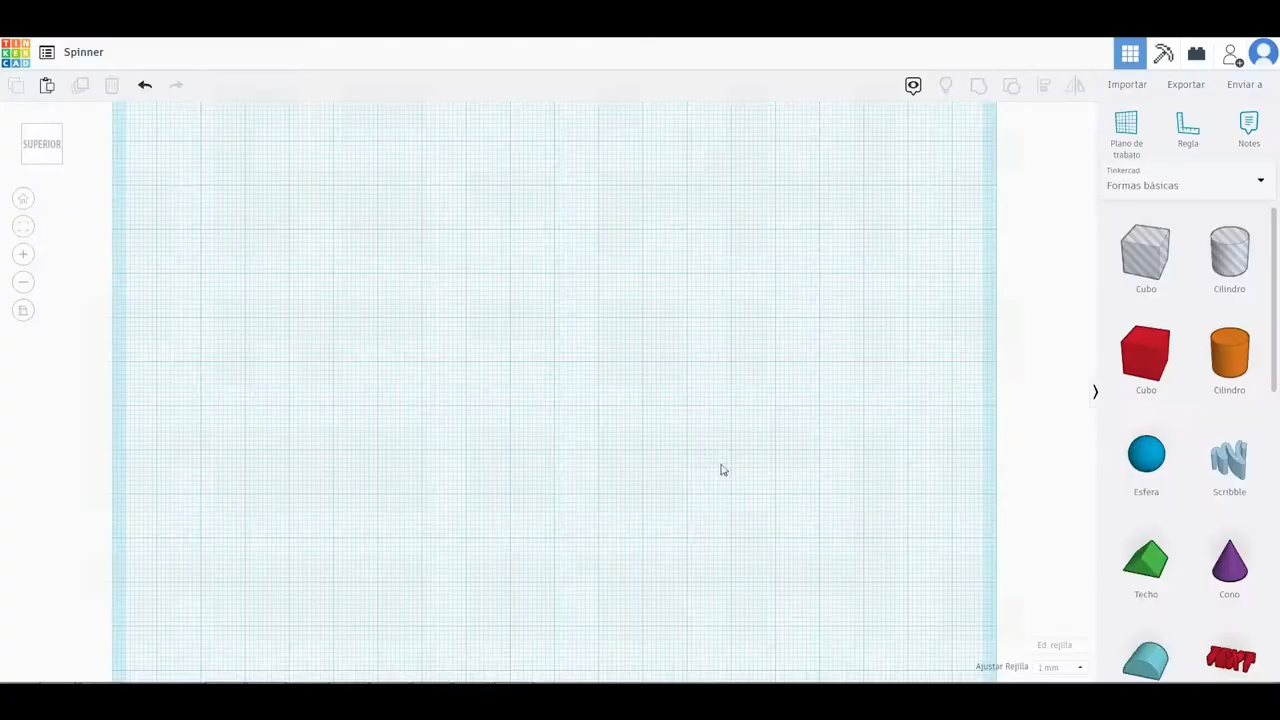 TIN
KER
CAD
Spinner
Importar
Exportar
Enviar a
SUPERIOR
Plano de
trabajo
Regla
Notes
Tinkercad
Formas básicas
Cubo
Cilindro
Cubo
Cilindro
Esfera
Scribble
Techo
Cono
Ed. rejilla
Ajustar Rejilla
1 mm